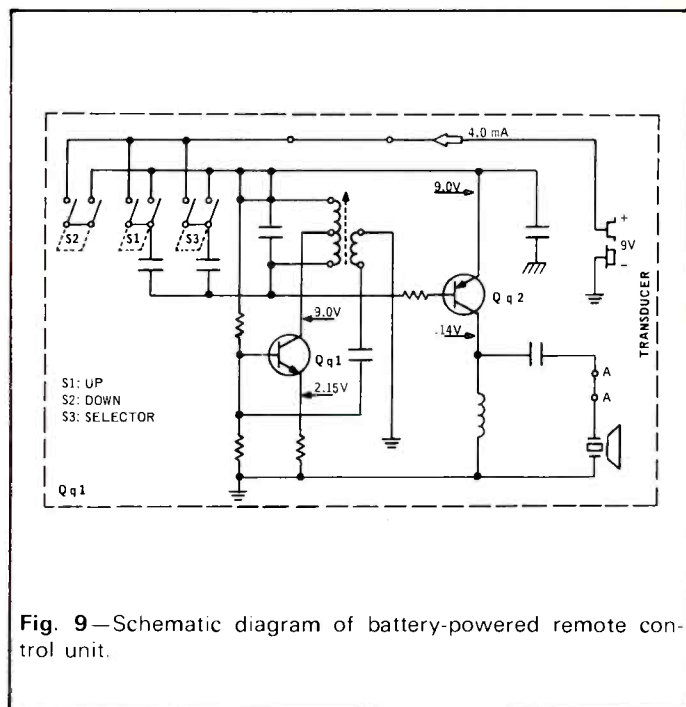 4.0 mA
9.0V
+
S2 S1 S3 9V
-
Qq2
TRANSDUCER
9.0V
.14V
Qq1
A
2.15V
A
S1: UP
S2: DOWN
S3: SELECTOR
Qq1
Fig. 9—Schematic diagram of battery-powered remote con-
trol unit.